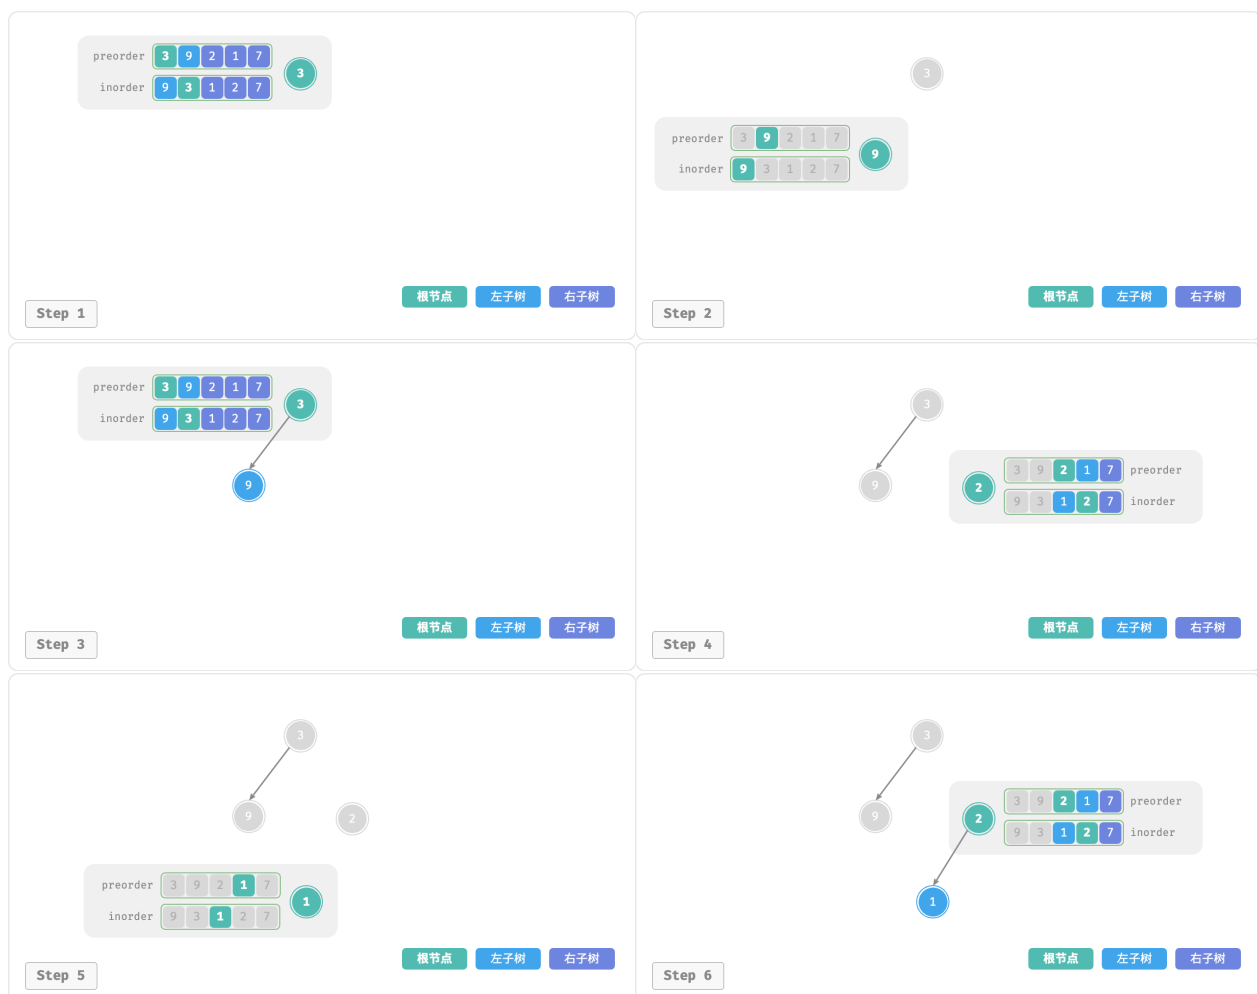 preorder 3 9 2 1 7
3
inorder 9 3 1 2 7
根节点 左子树 右子树
Step 1
3
preorder 3 9 2 1 7
9
inorder 9 3 1 2 7
根节点 左子树 右子树
Step 2
preorder 3 9 2 1 7
3
inorder 9 3 1 2 7
9
根节点 左子树 右子树
Step 3
3
3 9 2 1 7 preorder
9 2
9 3 1 2 7 inorder
根节点 左子树 右子树
Step 4
3
9 2
preorder 3 9 2 1 7
1
inorder 9 3 1 2 7
根节点 左子树 右子树
Step 5
3
3 9 2 1 7 preorder
9 2
9 3 1 2 7 inorder
1
根节点 左子树 右子树
Step 6